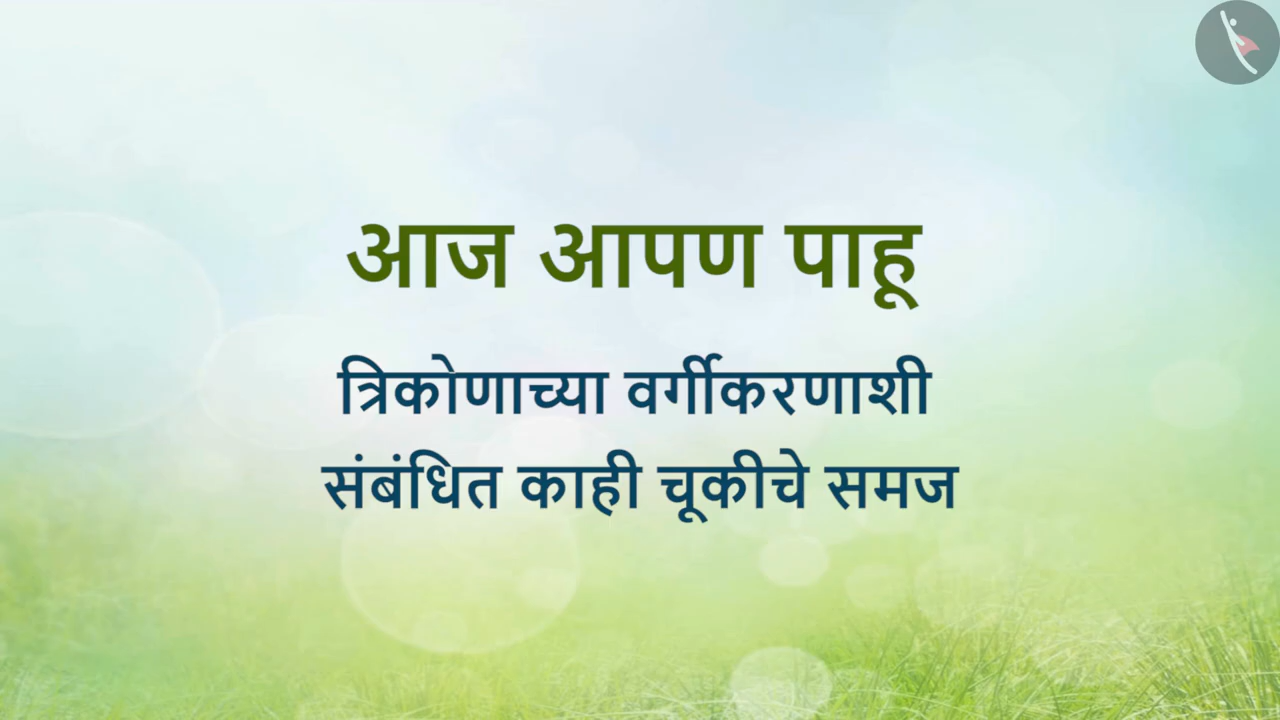 आज आपण पाहू
त्रिकोणाच्या वर्गीकरणाशी
संबंधित काही चूकीचे समज